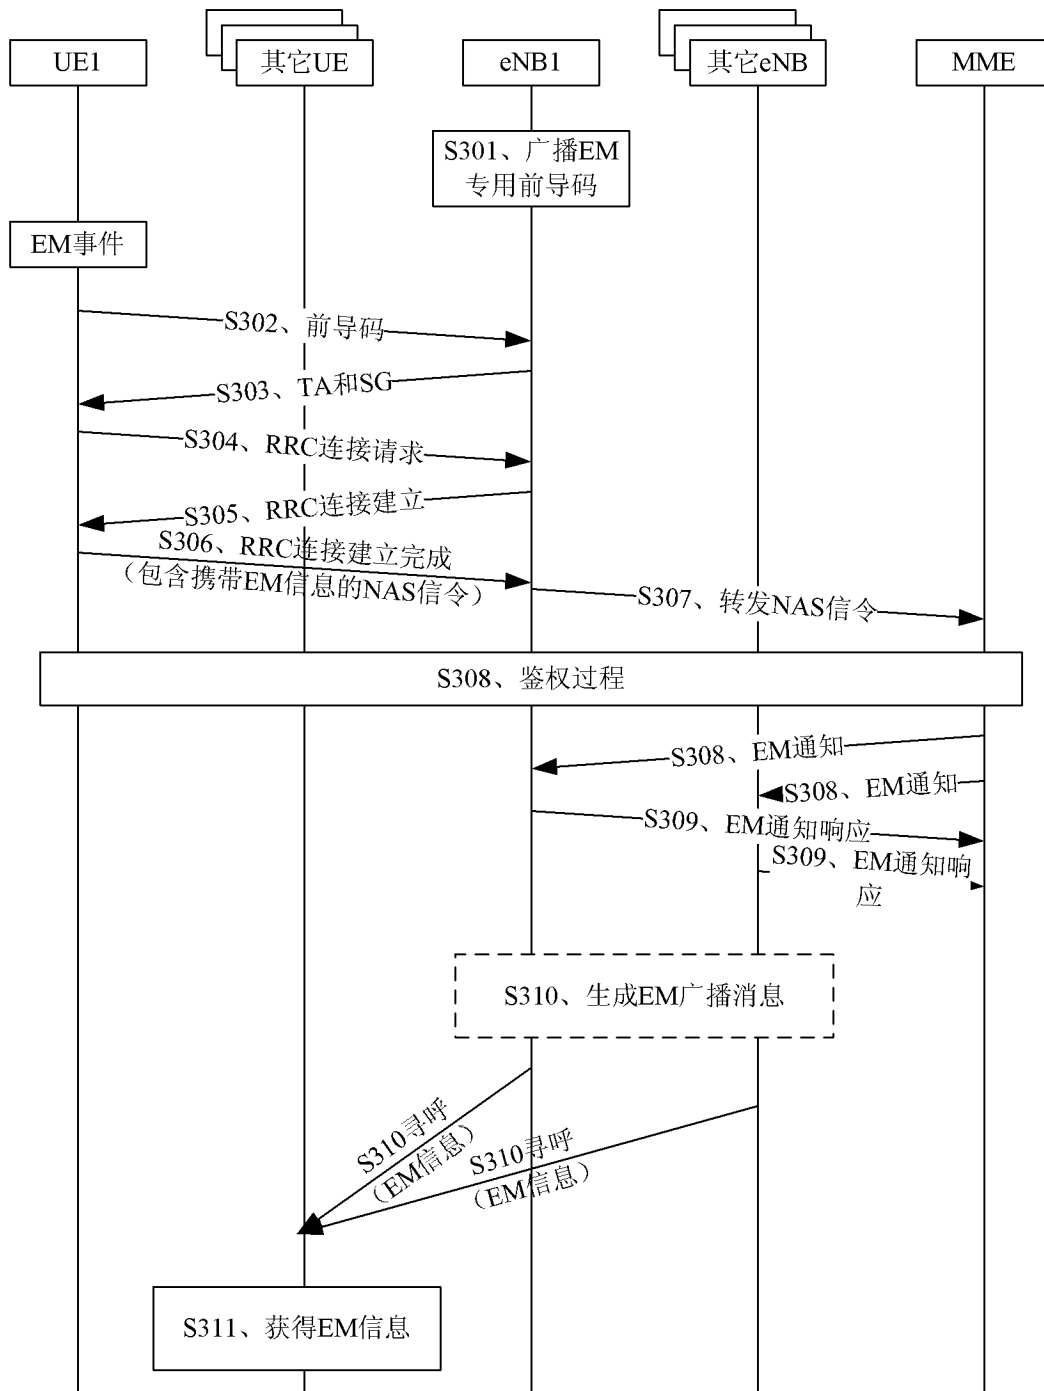 UE1
其它UE
eNB1
其它eNB
MME
S301、广播EM
专用前导码
EM事件
S302、前导码
S303、TA和SG
S304、RRC连接请求
S305、RRC连接建立
S306、RRC连接建立完成
（包含携带EM信息的NAS信令）
S307、转发NAS信令
S308、鉴权过程
S308、EM通知
S308、EM通知
S309、EM通知响应
S309、EM通知响
应
S310、生成EM广播消息
S310寻呼
（EM信息）
S310寻呼
（EM信息）
S311、获得EM信息